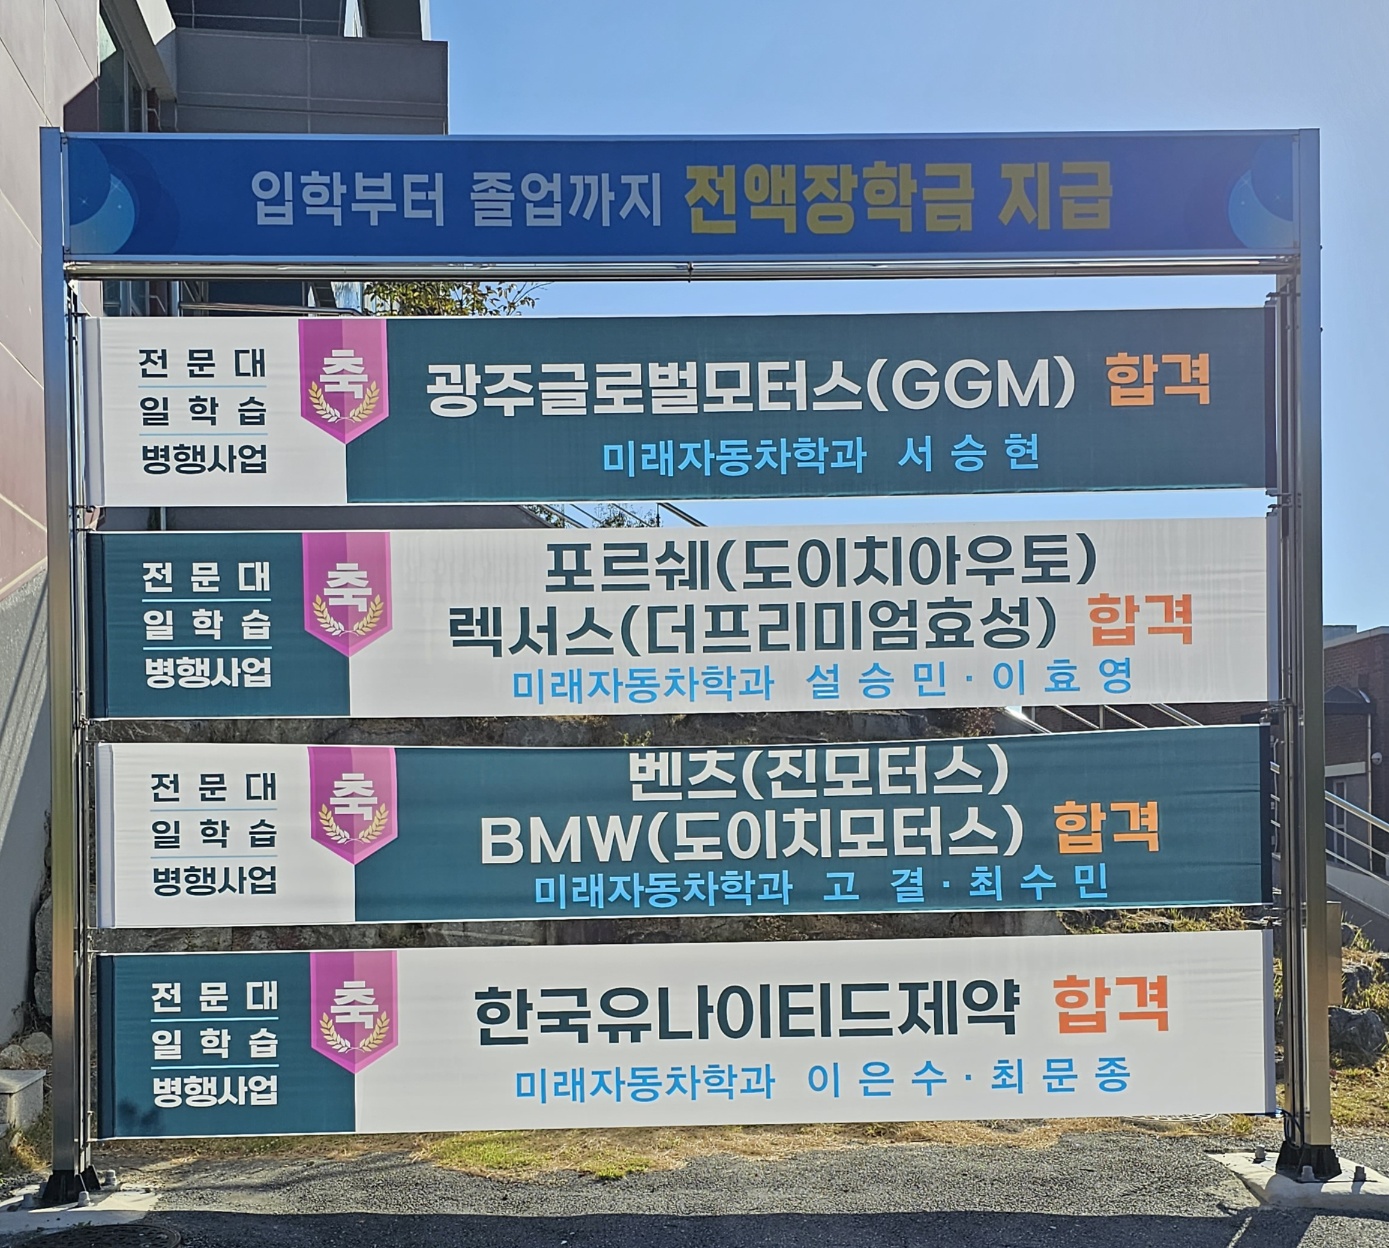 입학부터 졸업까지 전액장학금 지급
전문대
일학습
병행사업
축
광주글로벌모터스(GGM) 합격
미래자동차학과 서승현
전문대
일학습
병행사업
축
포르쉐(도이치아우토)
렉서스(더프리미엄효성) 합격
미래자동차학과 설승민·이효영
전문대
일학습
병행사업
축
벤츠(진모터스)
BMW(도이치모터스) 합격
미래자동차학과 고 결·최수민
전문대
일학습
병행사업
축
한국유나이티드제약 합격
미래자동차학과 이은수·최문종